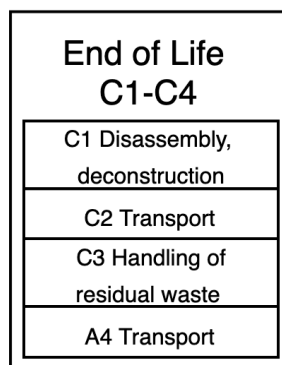 End of Life
C1-C4
C1 Disassembly,
deconstruction
C2 Transport
C3 Handling of
residual waste
A4 Transport